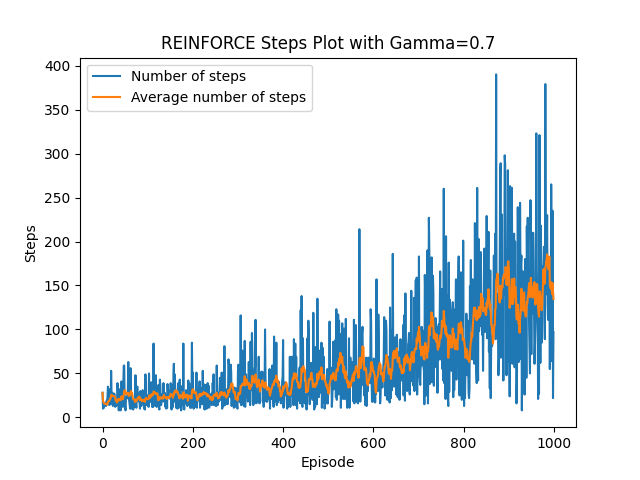 REINFORCE Steps Plot with Gamma=0.7
Number of steps
Average number of steps
400
350
300
250
200
150
100
50
0
Steps
0 200 400 600 800 1000
Episode